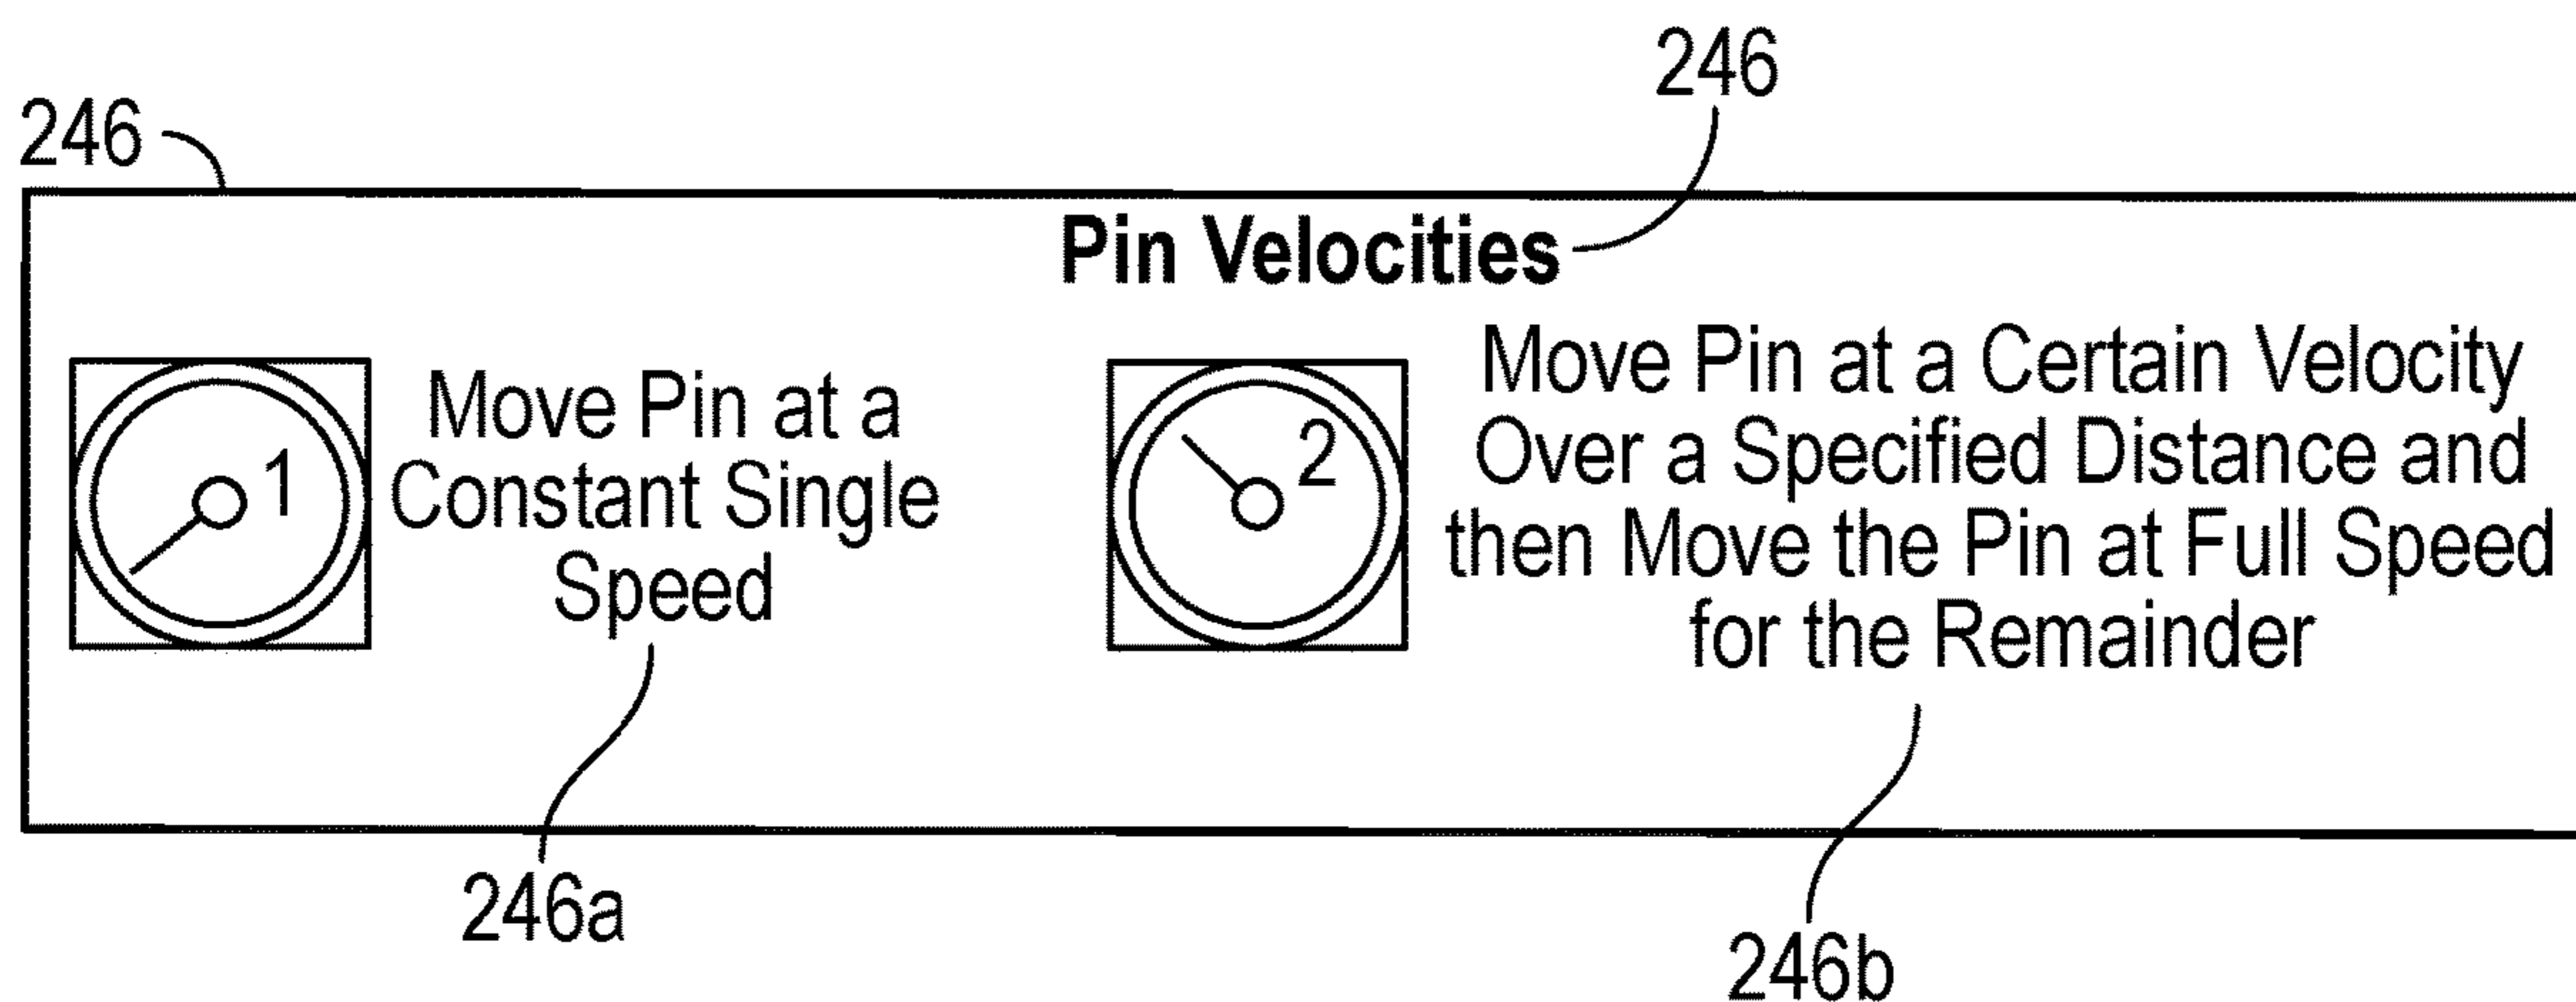 246
246
Pin Velocities
1
Move Pin at a
Constant Single
Speed
2
Move Pin at a Certain Velocity
Over a Specified Distance and
then Move the Pin at Full Speed
for the Remainder
246a
246b